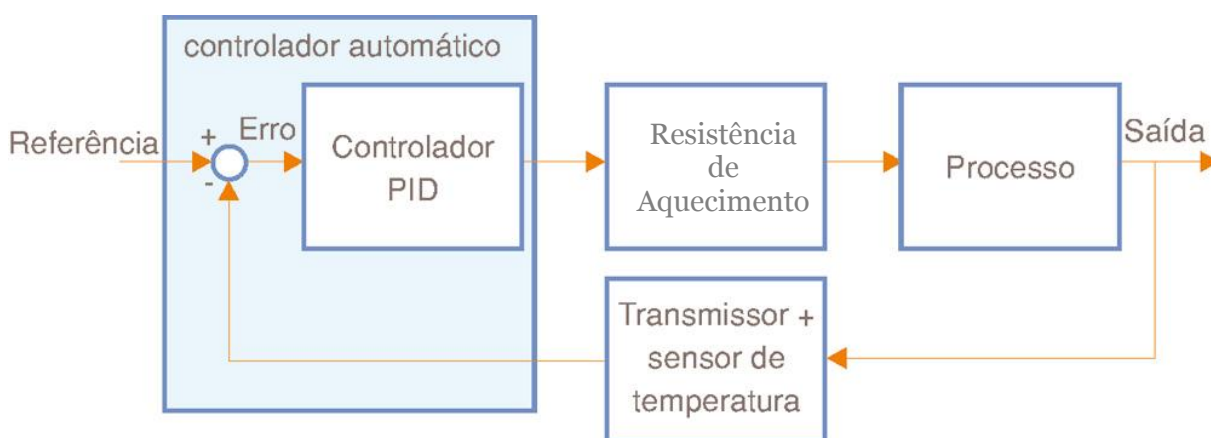 controlador automático
Referência
+
-
Erro
Controlador
PID
Resistência
de
Aquecimento
Processo
Saída
Transmissor +
sensor de
temperatura